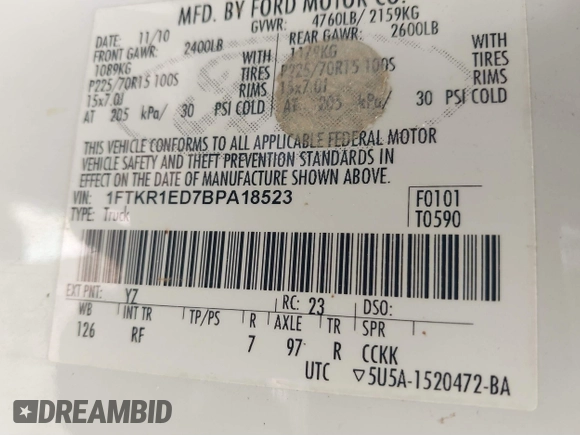 MFD. BY FORD MOTOR CO.
DATE: 11/10 GVWR: 4760LB/ 2159KG
FRONT GAWR: 2400LB REAR GAWR: 2600LB
1089KG WITH 1179KG WITH
P225/70R15 100S TIRES P225/70R15 100S TIRES
15x7.0J RIMS 15x7.0J RIMS
AT 205 kPa/ 30 PSI COLD AT 205 kPa/ 30 PSI COLD
THIS VEHICLE CONFORMS TO ALL APPLICABLE FEDERAL MOTOR
VEHICLE SAFETY AND THEFT PREVENTION STANDARDS IN
EFFECT ON THE DATE OF MANUFACTURE SHOWN ABOVE.
VIN: 1FTKR1ED7BPA18523 F0101
TYPE: Truck T0590
EXT PNT: YZ RC: 23 DSO:
WB INT TR TP/PS R AXLE TR SPR
126 RF 7 97 R CCKK
UTC ▽5U5A-1520472-BA
DREAMBID